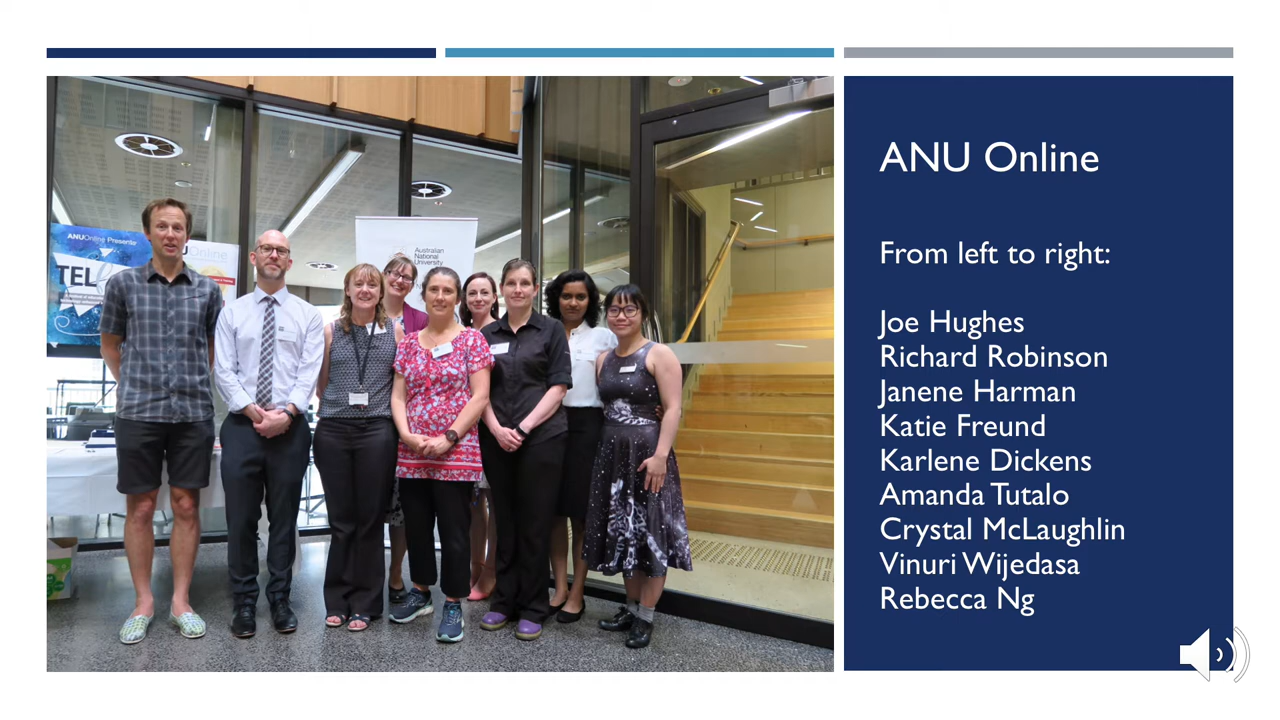 ANUOnline Presents
TEL
Online
Australian
National
University
ANU Online
From left to right:
Joe Hughes
Richard Robinson
Janene Harman
Katie Freund
Karlene Dickens
Amanda Tutalo
Crystal McLaughlin
Vinuri Wijedasa
Rebecca Ng